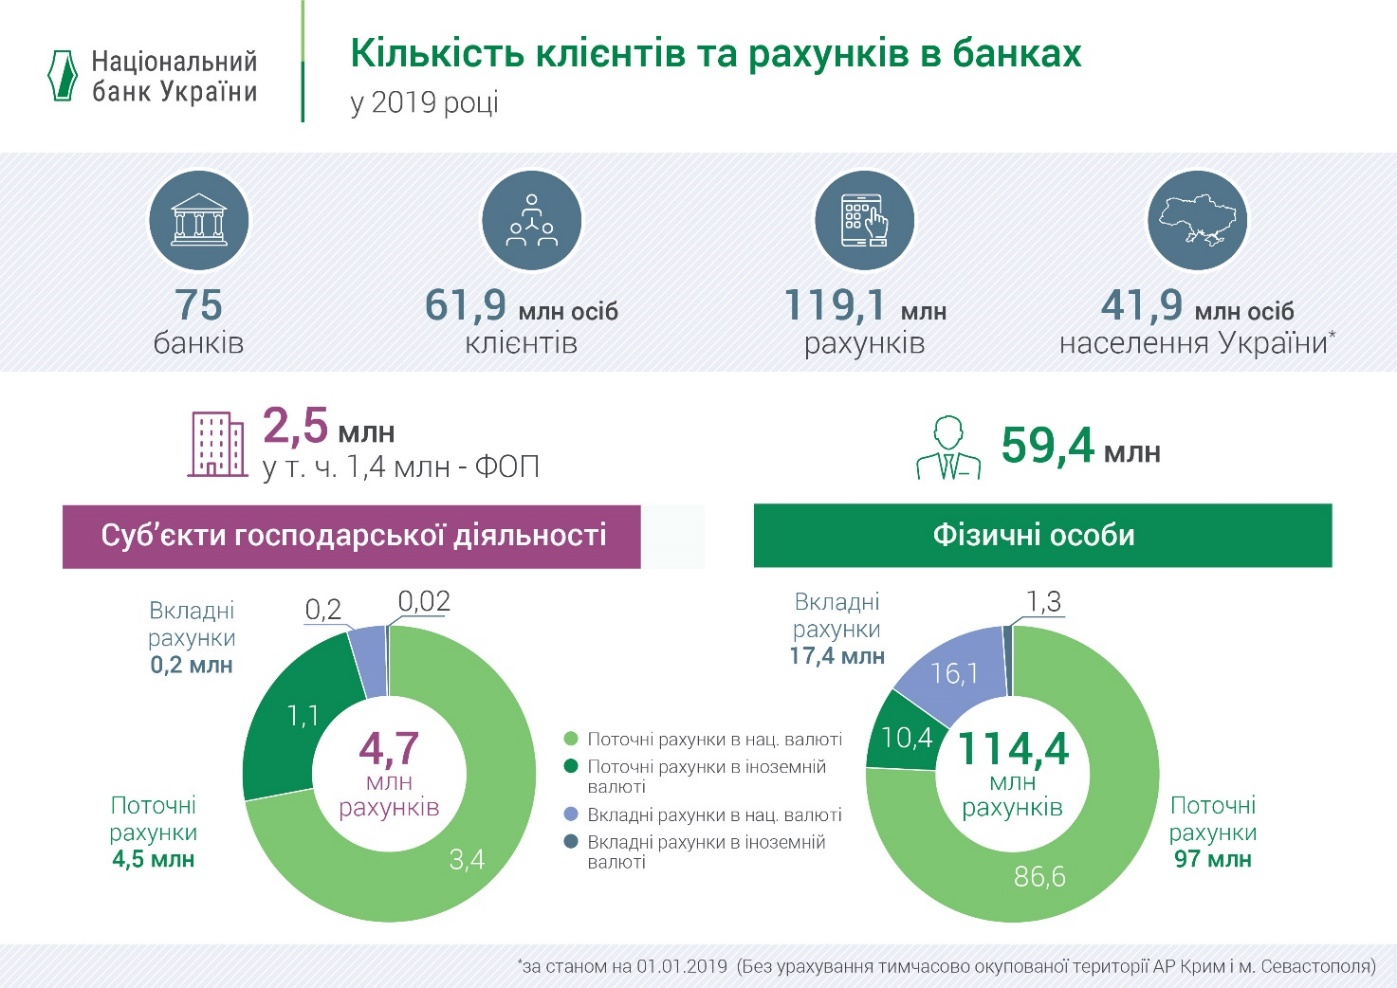 Національний
банк України
Кількість клієнтів та рахунків в банках
у 2019 році
75
банків
61,9 млн осіб
клієнтів
119,1 млн
рахунків
41,9 млн осіб
населення України*
2,5 млн
у т. ч. 1,4 млн - ФОП
59,4 млн
Суб’єкти господарської діяльності
Фізичні особи
Вкладні
рахунки
0,2 млн
0,2
0,02
1,1
4,7
млн
рахунків
3,4
Поточні
рахунки
4,5 млн
Поточні рахунки в нац. валюті
Поточні рахунки в іноземній
валюті
Вкладні рахунки в нац. валюті
Вкладні рахунки в іноземній
валюті
Вкладні
рахунки
17,4 млн
1,3
16,1
10,4
114,4
млн
рахунків
86,6
Поточні
рахунки
97 млн
*за станом на 01.01.2019 (Без урахування тимчасово окупованої території АР Крим і м. Севастополя)